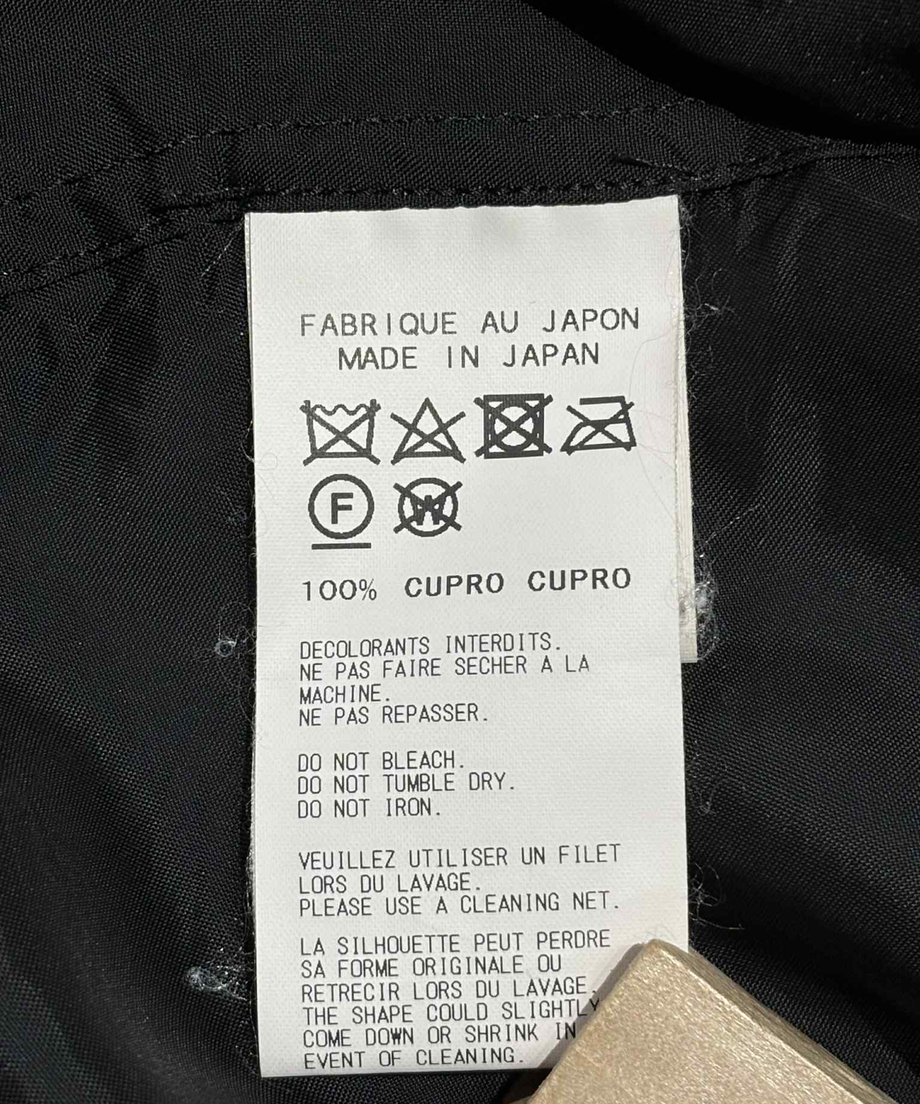 FABRIQUE AU JAPON
MADE IN JAPAN
F W
100% CUPRO CUPRO
DECOLORANTS INTERDITS.
NE PAS FAIRE SECHER A LA
MACHINE.
NE PAS REPASSER.
DO NOT BLEACH.
DO NOT TUMBLE DRY.
DO NOT IRON.
VEUILLEZ UTILISER UN FILET
LORS DU LAVAGE.
PLEASE USE A CLEANING NET.
LA SILHOUETTE PEUT PERDRE
SA FORME ORIGINALE OU
RETRECIR LORS DU LAVAGE.
THE SHAPE COULD SLIGHTLY
COME DOWN OR SHRINK IN
EVENT OF CLEANING.